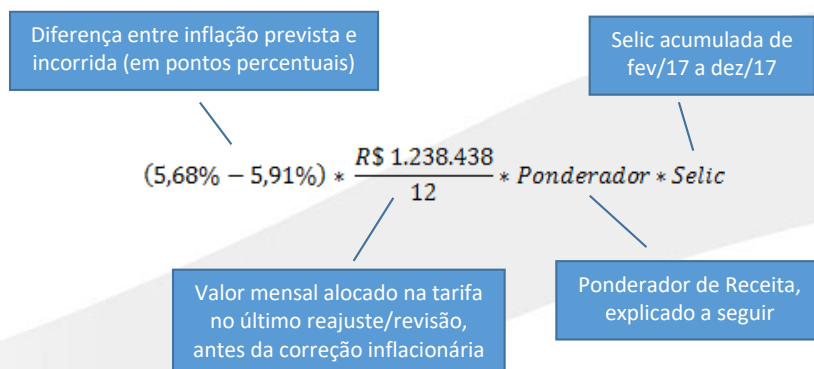 Diferença entre inflação prevista e
incorrida (em pontos percentuais)
Selic acumulada de
fev/17 a dez/17
(5,68% − 5,91%) * R$ 1.238.438 / 12 * Ponderador * Selic
Valor mensal alocado na tarifa
no último reajuste/revisão,
antes da correção inflacionária
Ponderador de Receita,
explicado a seguir